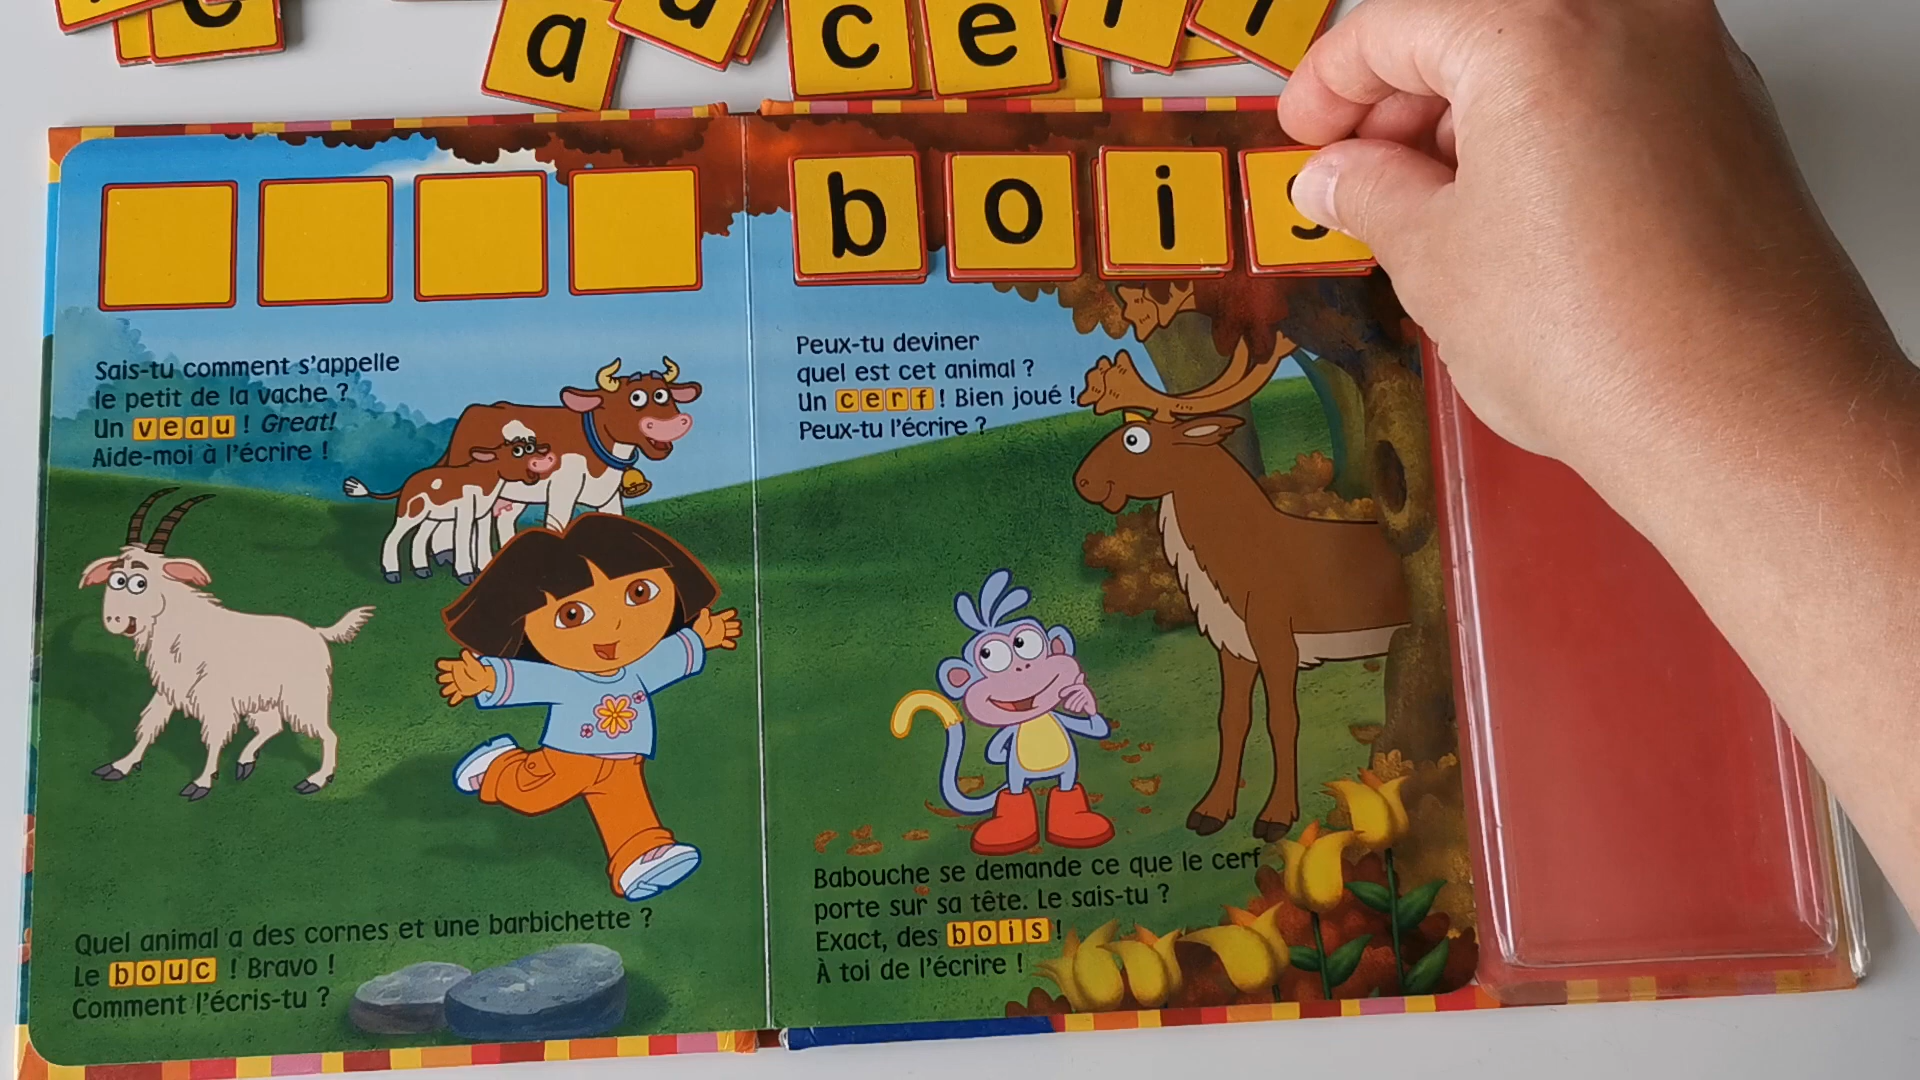 a
c
e
b o i s
Sais-tu comment s'appelle
le petit de la vache ?
Un veau ! Great!
Aide-moi à l'écrire !
Quel animal a des cornes et une barbichette ?
Le bouc ! Bravo !
Comment l'écris-tu ?
Peux-tu deviner
quel est cet animal ?
Un cerf ! Bien joué !
Peux-tu l'écrire ?
Babouche se demande ce que le cerf
porte sur sa tête. Le sais-tu ?
Exact, des bois !
À toi de l'écrire !